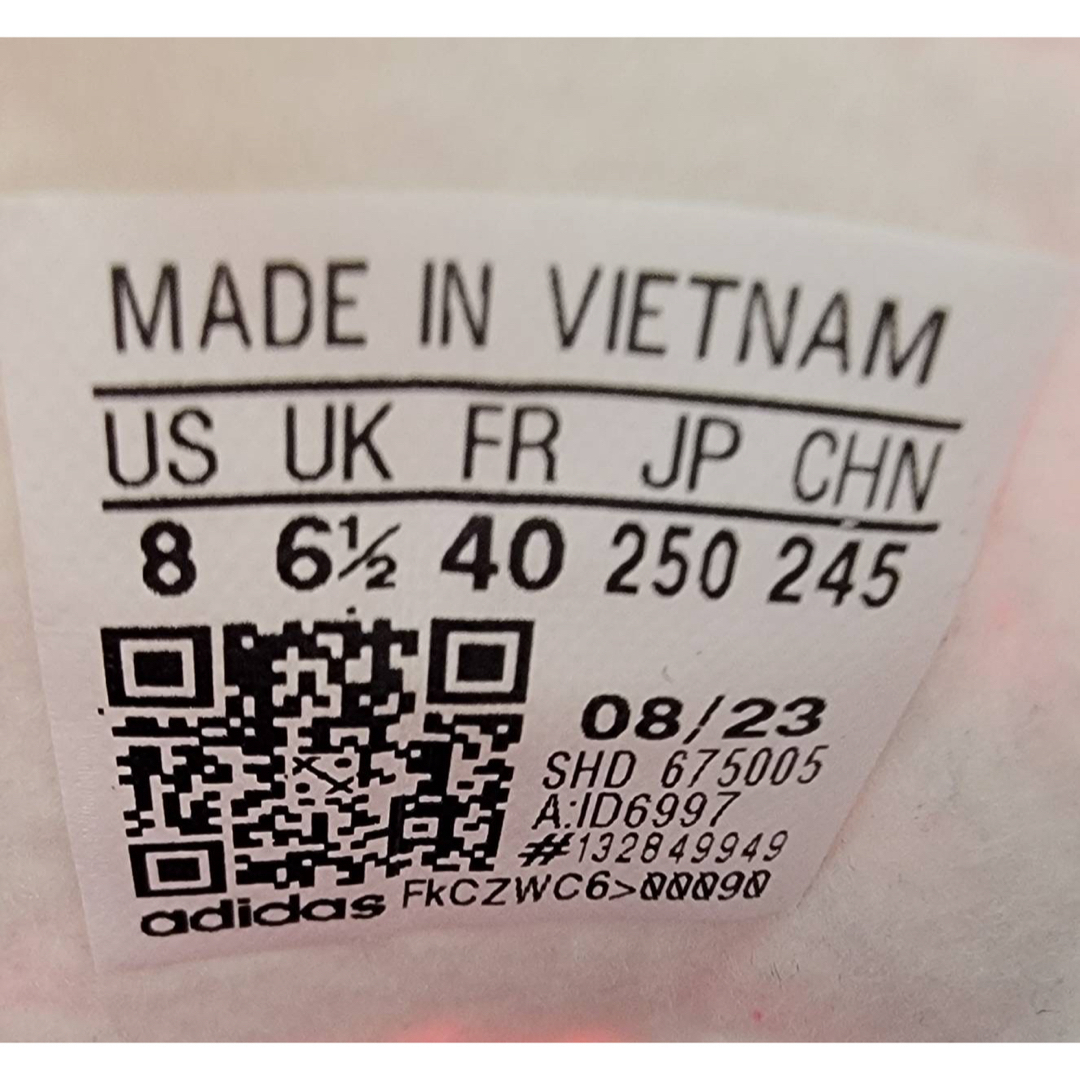 MADE IN VIETNAM
US UK FR JP CHN
8 6½ 40 250 245
08/23
SHD 675005
A:ID6997
#132849949
adidas FkCZWC6>00090